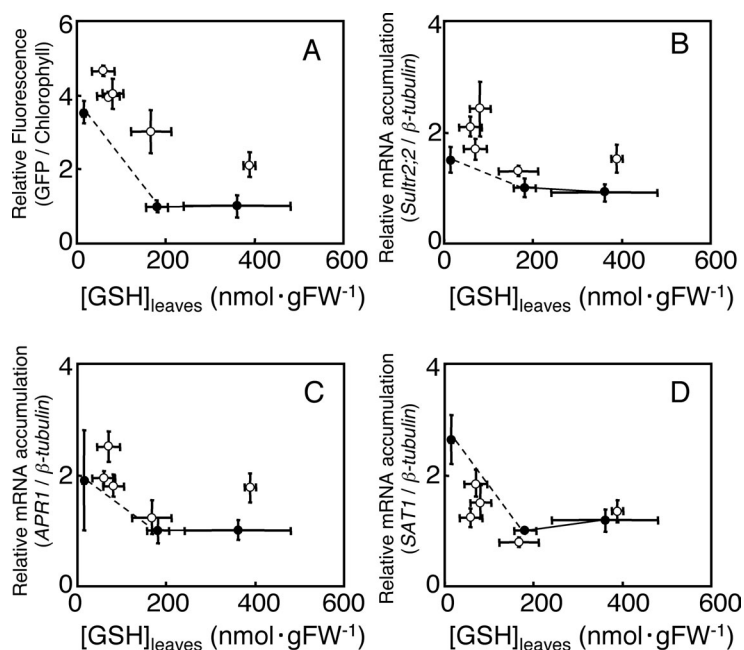 Relative Fluorescence
(GFP / Chlorophyll)
6
4
2
0
A
0 200 400 600
[GSH]leaves (nmol·gFW-1)
Relative mRNA accumulation
(Sultr2;2 / β-tubulin)
4
2
0
B
0 200 400 600
[GSH]leaves (nmol·gFW-1)
Relative mRNA accumulation
(APR1 / β-tubulin)
4
2
0
C
0 200 400 600
[GSH]leaves (nmol·gFW-1)
Relative mRNA accumulation
(SAT1 / β-tubulin)
4
2
0
D
0 200 400 600
[GSH]leaves (nmol·gFW-1)